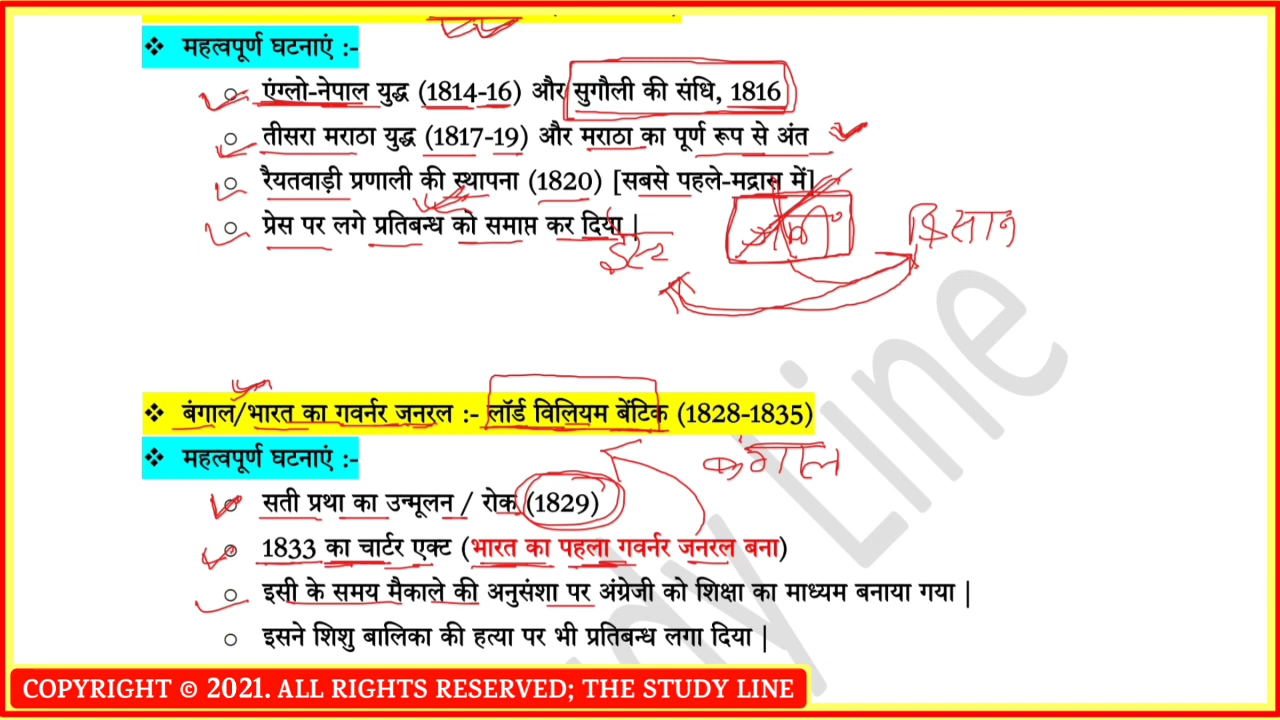 ❖ महत्वपूर्ण घटनाएं :-
○ एंग्लो-नेपाल युद्ध (1814-16) और सुगौली की संधि, 1816
○ तीसरा मराठा युद्ध (1817-19) और मराठा का पूर्ण रूप से अंत
○ रैयतवाड़ी प्रणाली की स्थापना (1820) [सबसे पहले-मद्रास में]
○ प्रेस पर लगे प्रतिबन्ध को समाप्त कर दिया |
किसान
❖ बंगाल/भारत का गवर्नर जनरल :- लॉर्ड विलियम बेंटिक (1828-1835)
❖ महत्वपूर्ण घटनाएं :-
बंगाल
○ सती प्रथा का उन्मूलन / रोक (1829)
○ 1833 का चार्टर एक्ट (भारत का पहला गवर्नर जनरल बना)
○ इसी के समय मैकाले की अनुसंशा पर अंग्रेजी को शिक्षा का माध्यम बनाया गया |
○ इसने शिशु बालिका की हत्या पर भी प्रतिबन्ध लगा दिया |
COPYRIGHT © 2021. ALL RIGHTS RESERVED; THE STUDY LINE